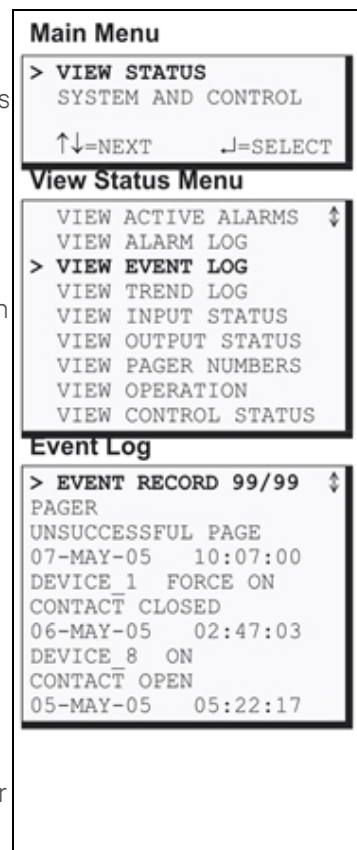 s
n
r
Main Menu
> VIEW STATUS
SYSTEM AND CONTROL
↑↓=NEXT ↵=SELECT
View Status Menu
VIEW ACTIVE ALARMS ↕
VIEW ALARM LOG
> VIEW EVENT LOG
VIEW TREND LOG
VIEW INPUT STATUS
VIEW OUTPUT STATUS
VIEW PAGER NUMBERS
VIEW OPERATION
VIEW CONTROL STATUS
Event Log
> EVENT RECORD 99/99 ↕
PAGER
UNSUCCESSFUL PAGE
07-MAY-05 10:07:00
DEVICE_1 FORCE ON
CONTACT CLOSED
06-MAY-05 02:47:03
DEVICE_8 ON
CONTACT OPEN
05-MAY-05 05:22:17